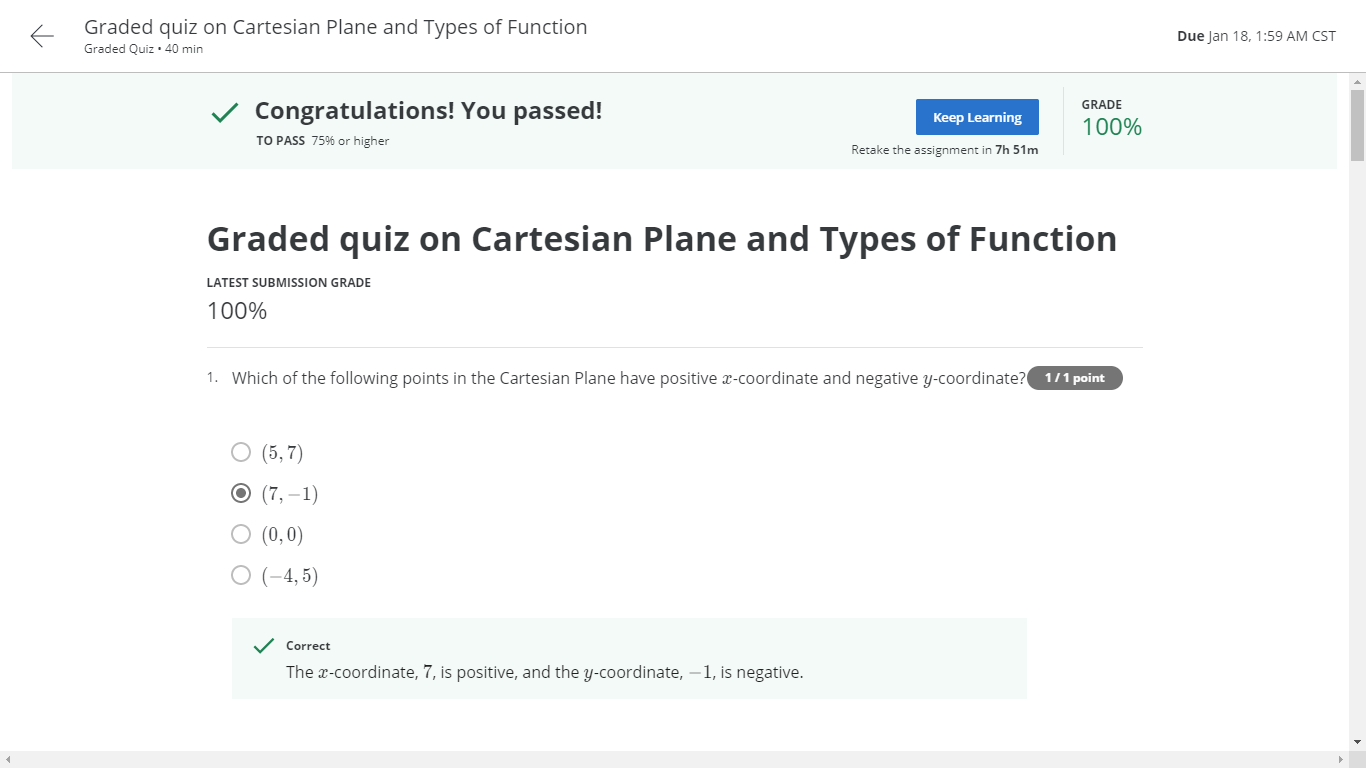 Graded quiz on Cartesian Plane and Types of Function
Graded Quiz • 40 min
Due Jan 18, 1:59 AM CST
Congratulations! You passed!
TO PASS 75% or higher
Keep Learning
Retake the assignment in 7h 51m
GRADE
100%
Graded quiz on Cartesian Plane and Types of Function
LATEST SUBMISSION GRADE
100%
1. Which of the following points in the Cartesian Plane have positive x-coordinate and negative y-coordinate? 1 / 1 point
(5, 7)
(7, −1)
(0, 0)
(−4, 5)
Correct
The x-coordinate, 7, is positive, and the y-coordinate, −1, is negative.